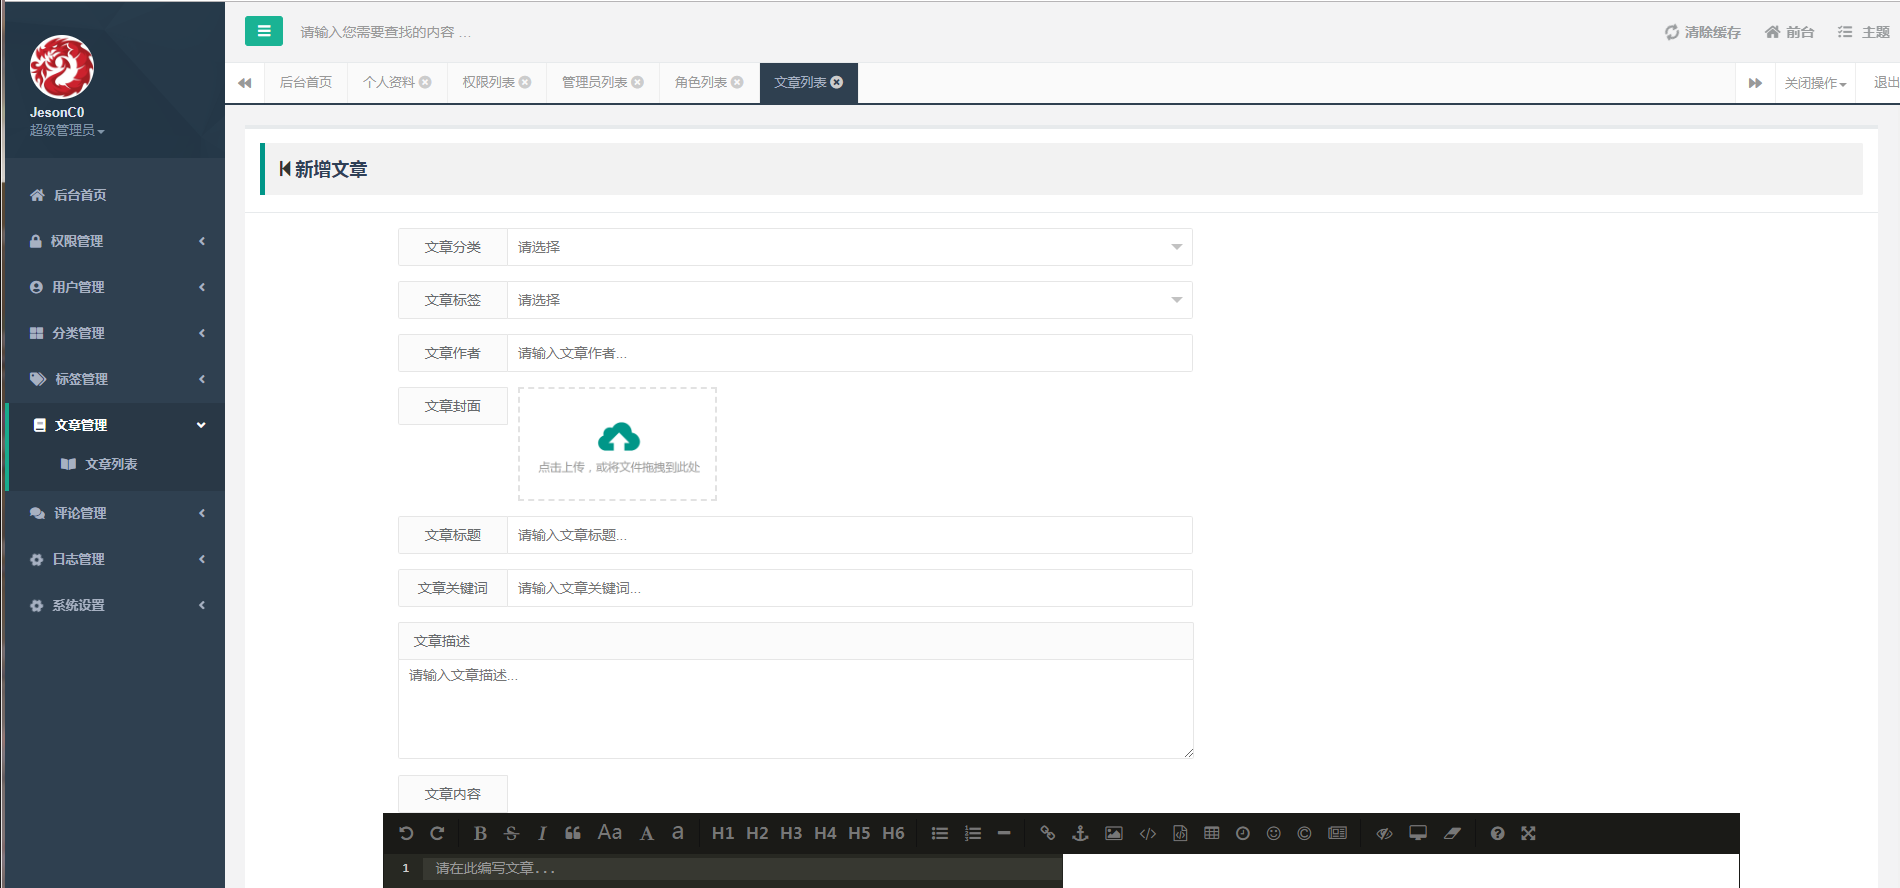 请输入您需要查找的内容 …
清除缓存
前台
主题
JesonC0
超级管理员
后台首页
个人资料
权限列表
管理员列表
角色列表
文章列表
关闭操作
退出
后台首页
权限管理
用户管理
分类管理
标签管理
文章管理
文章列表
评论管理
日志管理
系统设置
新增文章
文章分类 请选择
文章标签 请选择
文章作者 请输入文章作者...
文章封面
点击上传，或将文件拖拽到此处
文章标题 请输入文章标题...
文章关键词 请输入文章关键词...
文章描述
请输入文章描述...
文章内容
B S I Aa A a H1 H2 H3 H4 H5 H6
1 请在此编写文章...